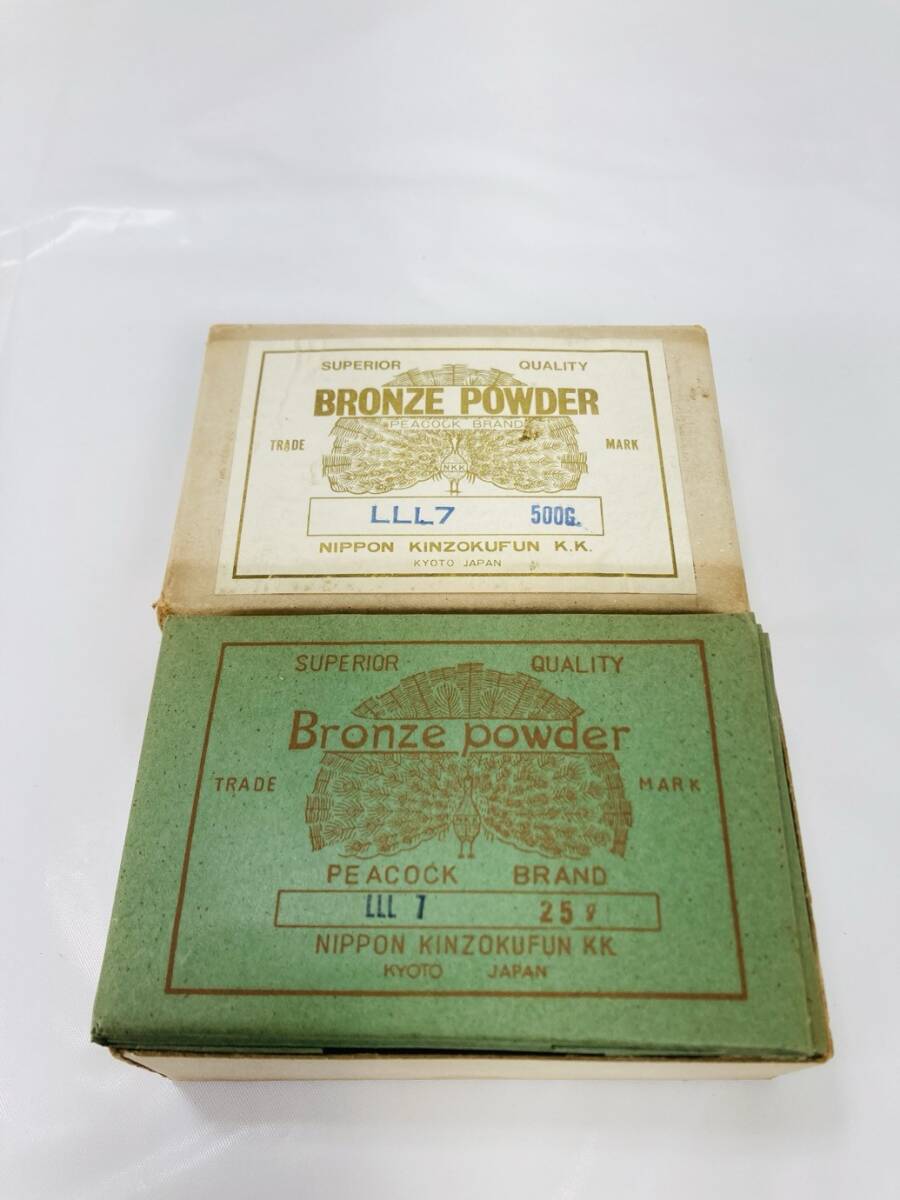 SUPERIOR QUALITY
BRONZE POWDER
PEACOCK BRAND
TRADE MARK
NKK
LLL7 500G.
NIPPON KINZOKUFUN K.K.
KYOTO JAPAN
SUPERIOR QUALITY
Bronze powder
TRADE MARK
PEACOCK BRAND
LLL 7 25g
NIPPON KINZOKUFUN K.K.
KYOTO JAPAN